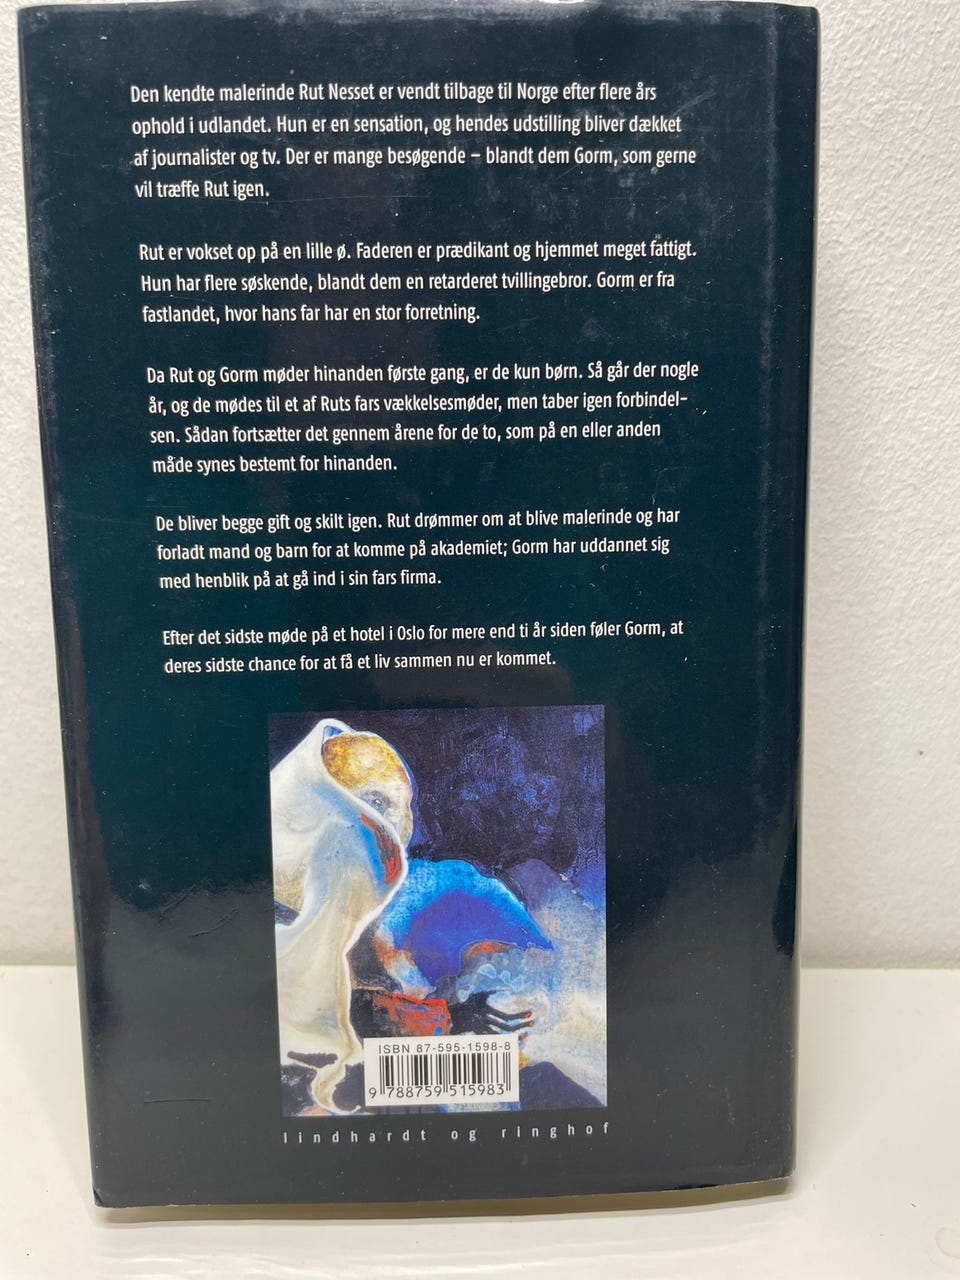 Den kendte malerinde Rut Nesset er vendt tilbage til Norge efter flere års
ophold i udlandet. Hun er en sensation, og hendes udstilling bliver dækket
af journalister og tv. Der er mange besøgende – blandt dem Gorm, som gerne
vil træffe Rut igen.
Rut er vokset op på en lille ø. Faderen er prædikant og hjemmet meget fattigt.
Hun har flere søskende, blandt dem en retarderet tvillingebror. Gorm er fra
fastlandet, hvor hans far har en stor forretning.
Da Rut og Gorm møder hinanden første gang, er de kun børn. Så går der nogle
år, og de mødes til et af Ruts fars vækkelsesmøder, men taber igen forbindel-
sen. Sådan fortsætter det gennem årene for de to, som på en eller anden
måde synes bestemt for hinanden.
De bliver begge gift og skilt igen. Rut drømmer om at blive malerinde og har
forladt mand og barn for at komme på akademiet; Gorm har uddannet sig
med henblik på at gå ind i sin fars firma.
Efter det sidste møde på et hotel i Oslo for mere end ti år siden føler Gorm, at
deres sidste chance for at få et liv sammen nu er kommet.
ISBN 87-595-1598-8
9 788759 515983
lindhardt og ringhof